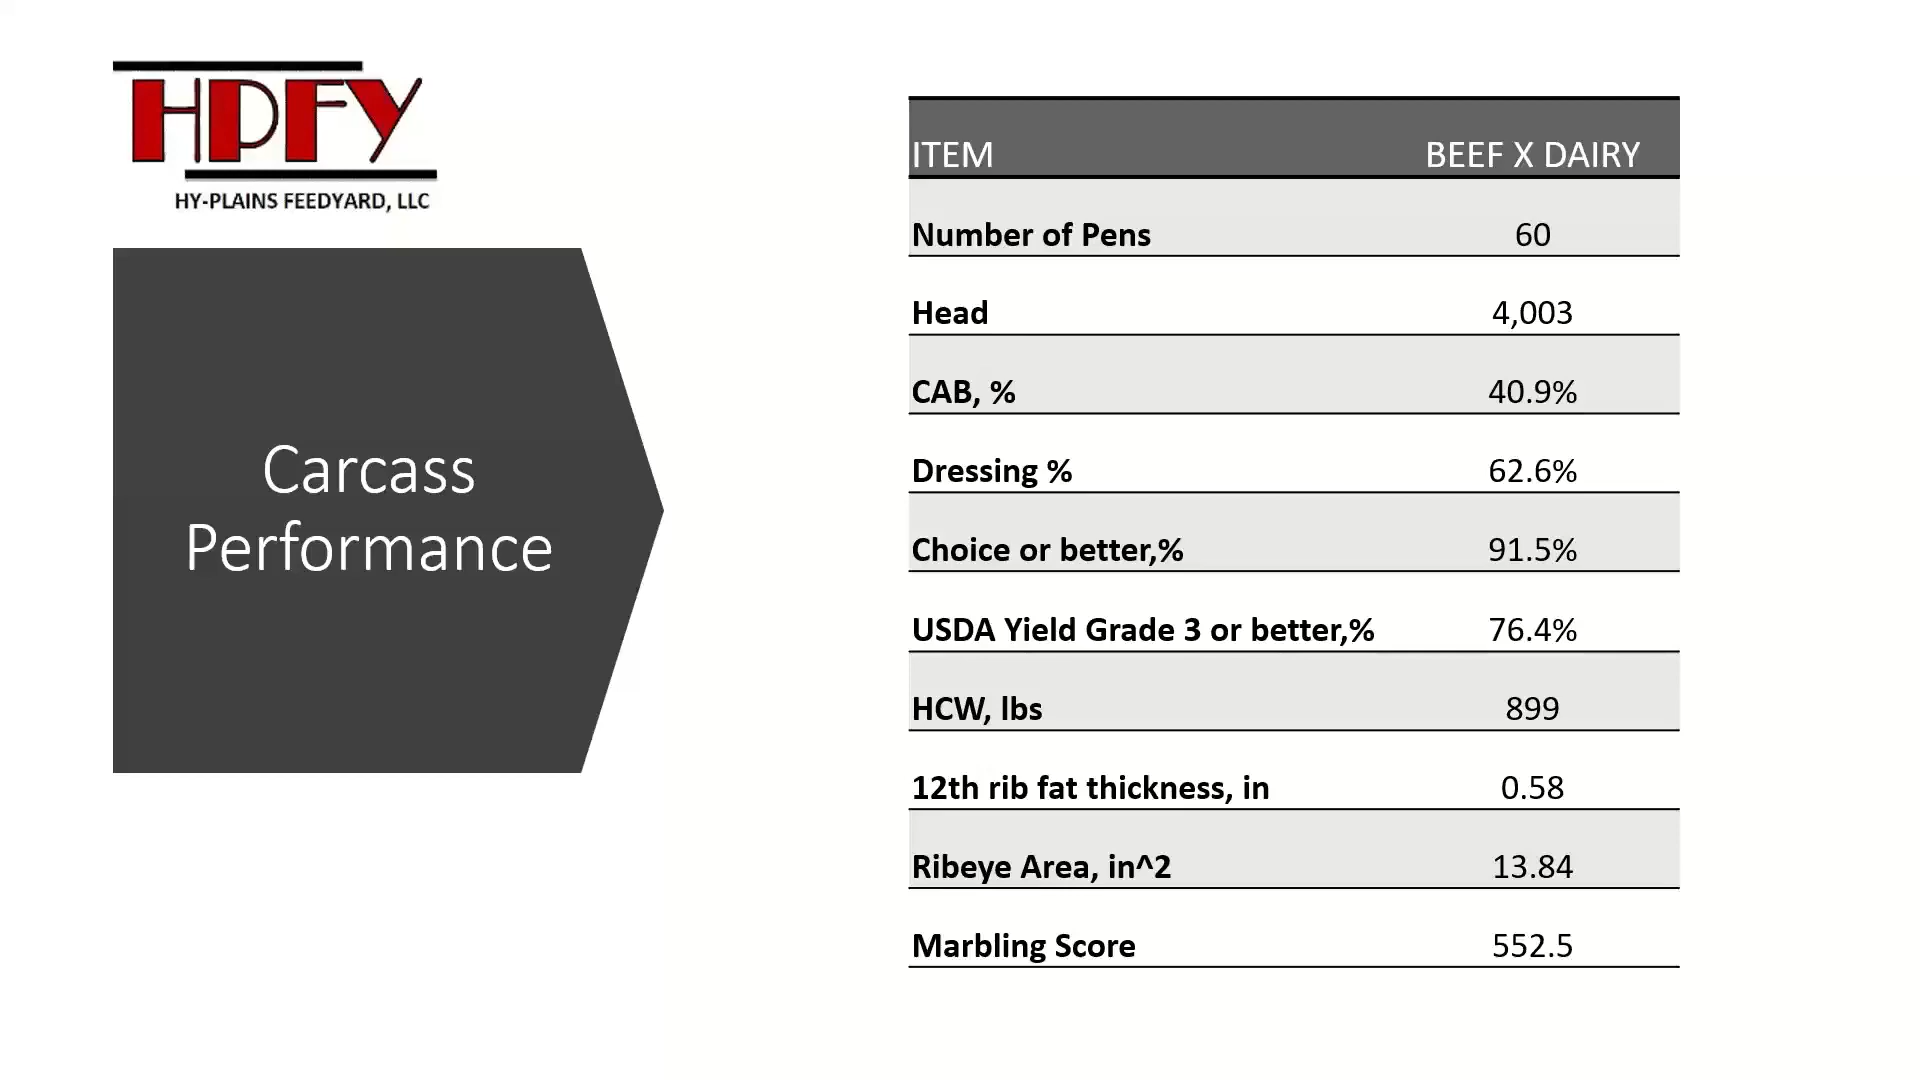 HPFY
HY-PLAINS FEEDYARD, LLC
Carcass
Performance
ITEM BEEF X DAIRY
Number of Pens 60
Head 4,003
CAB, % 40.9%
Dressing % 62.6%
Choice or better,% 91.5%
USDA Yield Grade 3 or better,% 76.4%
HCW, lbs 899
12th rib fat thickness, in 0.58
Ribeye Area, in^2 13.84
Marbling Score 552.5